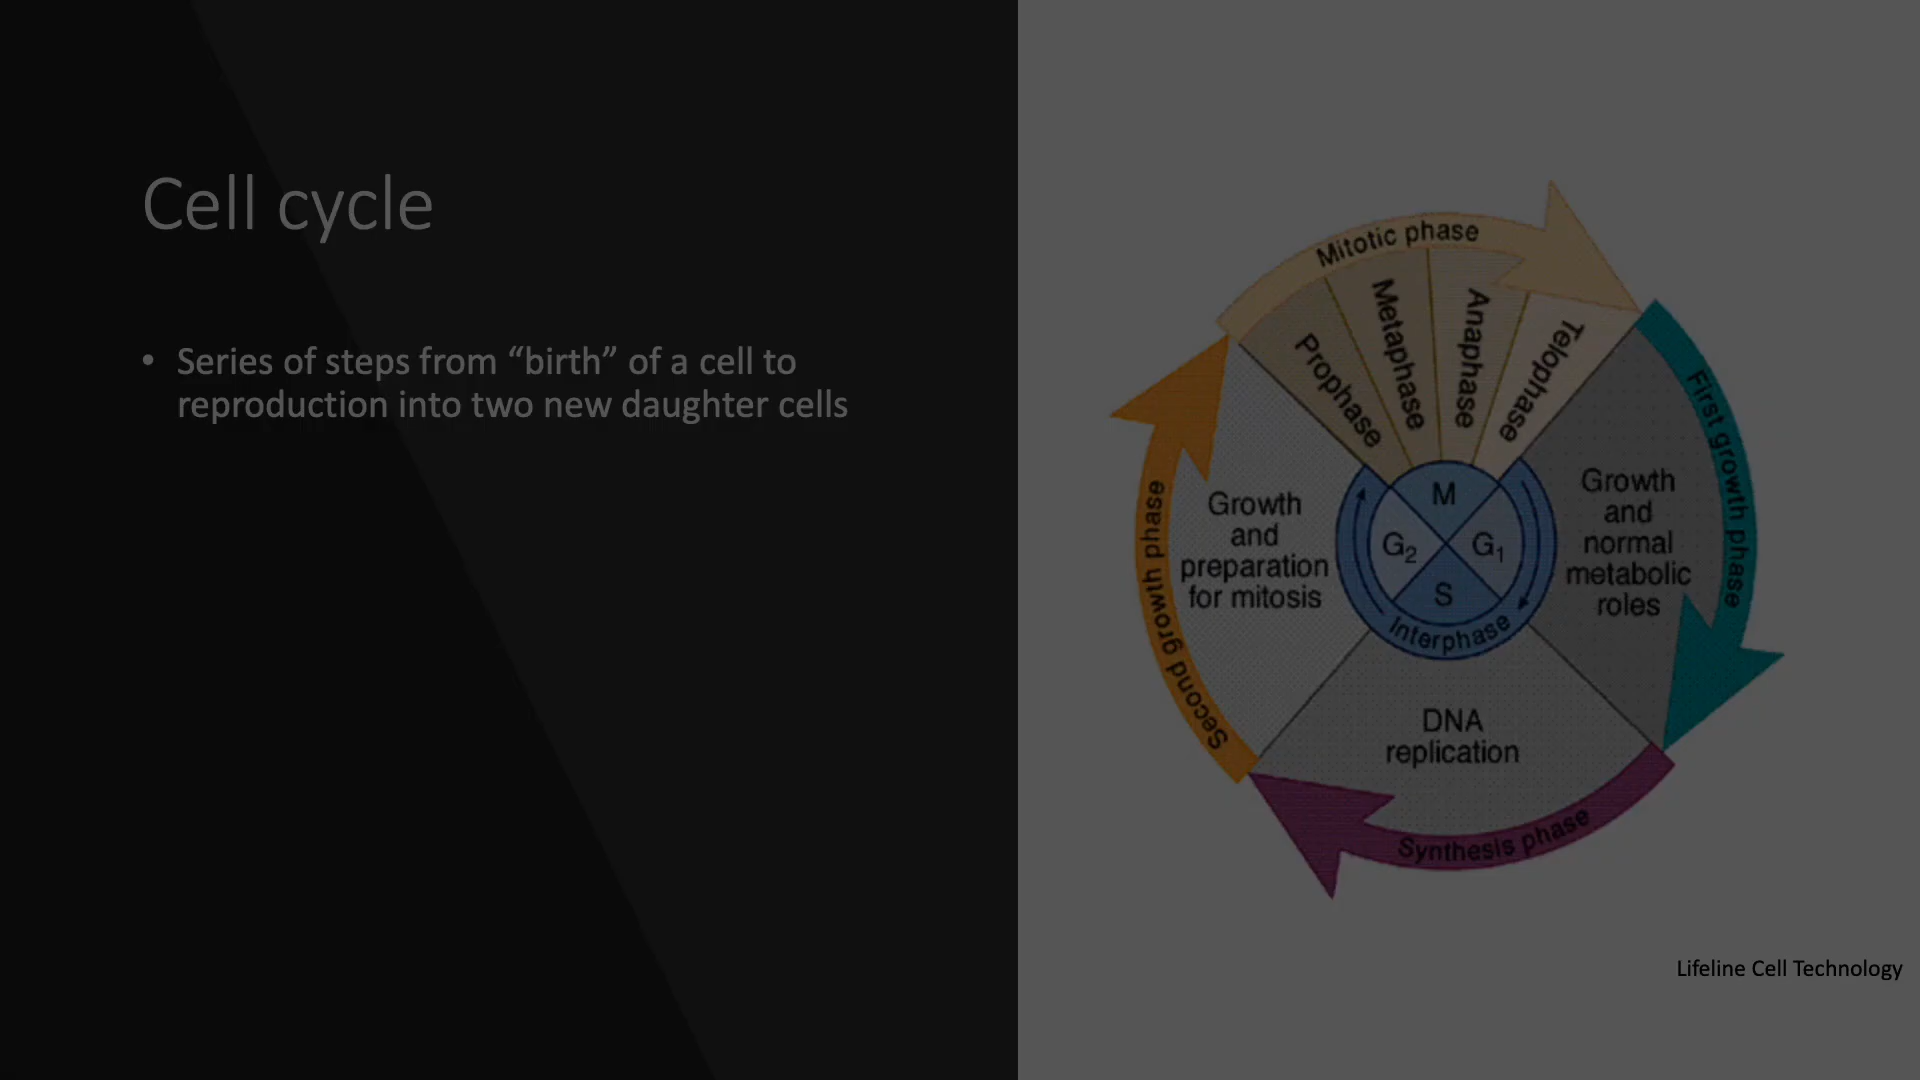 Cell cycle
• Series of steps from “birth” of a cell to
reproduction into two new daughter cells
Mitotic phase
Prophase
Metaphase
Anaphase
Telophase
First growth phase
Growth
and
normal
metabolic
roles
Second growth phase
Growth
and
preparation
for mitosis
M
G₂
G₁
S
Interphase
DNA
replication
Synthesis phase
Lifeline Cell Technology